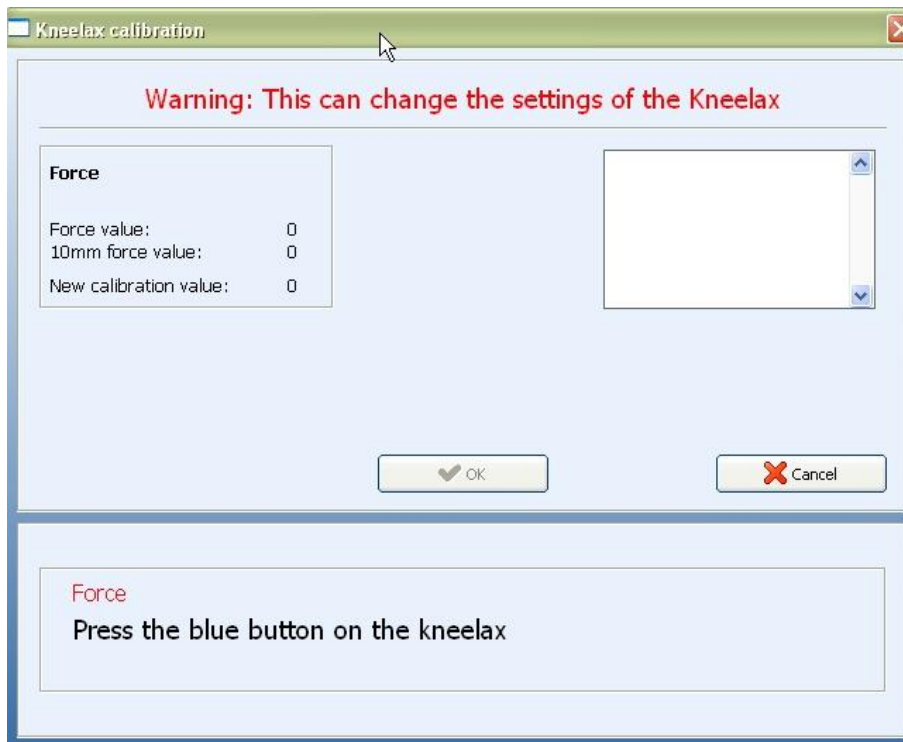 Kneelax calibration
Warning: This can change the settings of the Kneelax
Force
Force value: 0
10mm force value: 0
New calibration value: 0
OK
Cancel
Force
Press the blue button on the kneelax